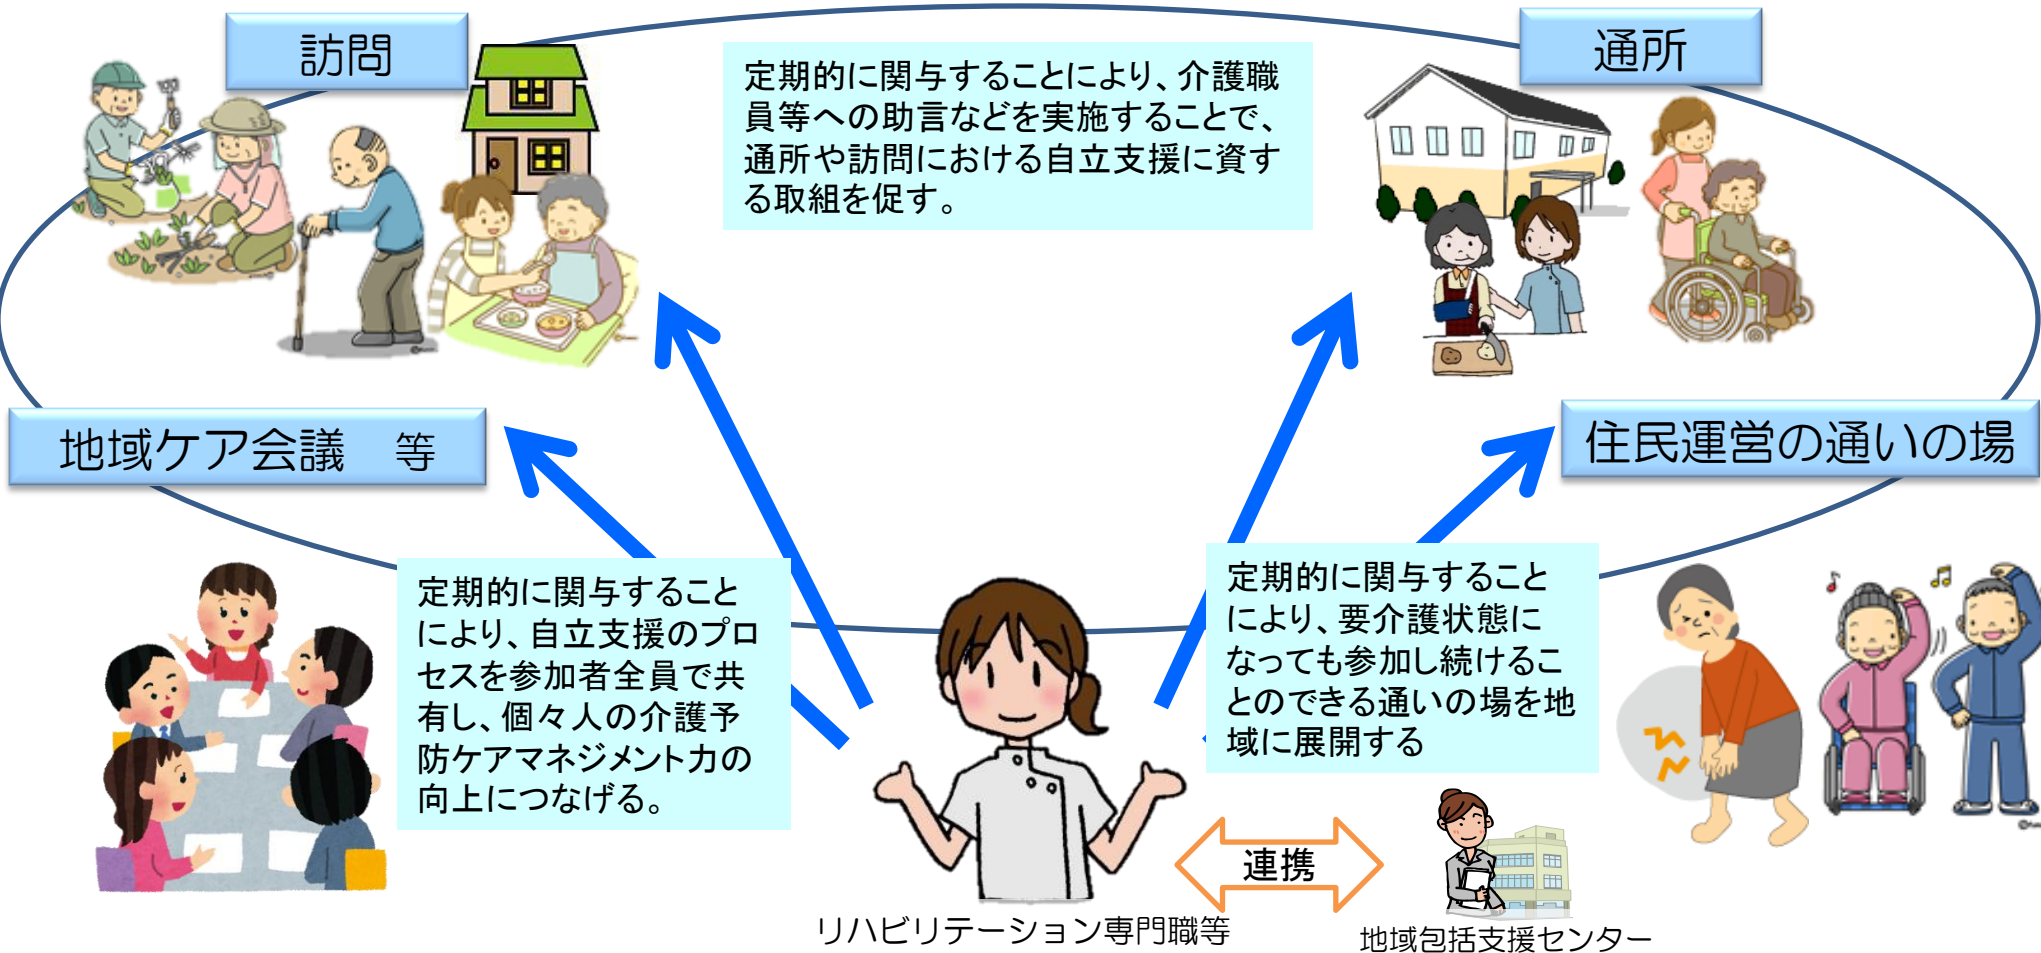 訪問
通所
定期的に関与することにより、介護職
員等への助言などを実施することで、
通所や訪問における自立支援に資す
る取組を促す。
地域ケア会議　等
住民運営の通いの場
定期的に関与すること
により、自立支援のプロ
セスを参加者全員で共
有し、個々人の介護予
防ケアマネジメント力の
向上につなげる。
定期的に関与すること
により、要介護状態に
なっても参加し続けるこ
とのできる通いの場を地
域に展開する
連携
リハビリテーション専門職等
地域包括支援センター